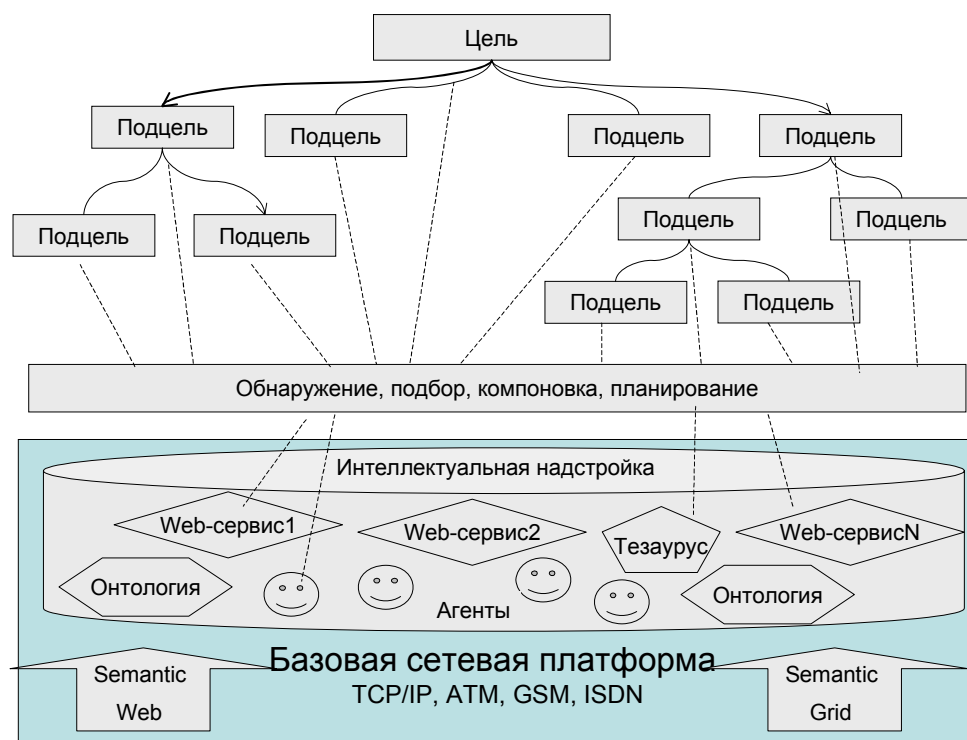 Цель
Подцель
Подцель
Подцель
Подцель
Подцель
Подцель
Подцель
Подцель
Подцель
Подцель
Обнаружение, подбор, компоновка, планирование
Интеллектуальная надстройка
Web-сервис1
Web-сервис2
Тезаурус
Web-сервисN
Онтология
Агенты
Онтология
Базовая сетевая платформа
TCP/IP, ATM, GSM, ISDN
Semantic
Web
Semantic
Grid